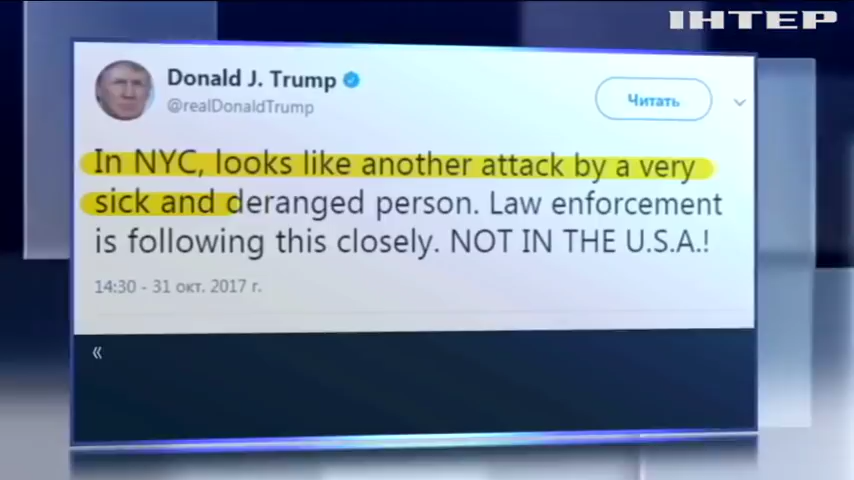 ІНТЕР
Donald J. Trump
@realDonaldTrump
Читать
In NYC, looks like another attack by a very
sick and deranged person. Law enforcement
is following this closely. NOT IN THE U.S.A.!
14:30 - 31 окт. 2017 г.
«